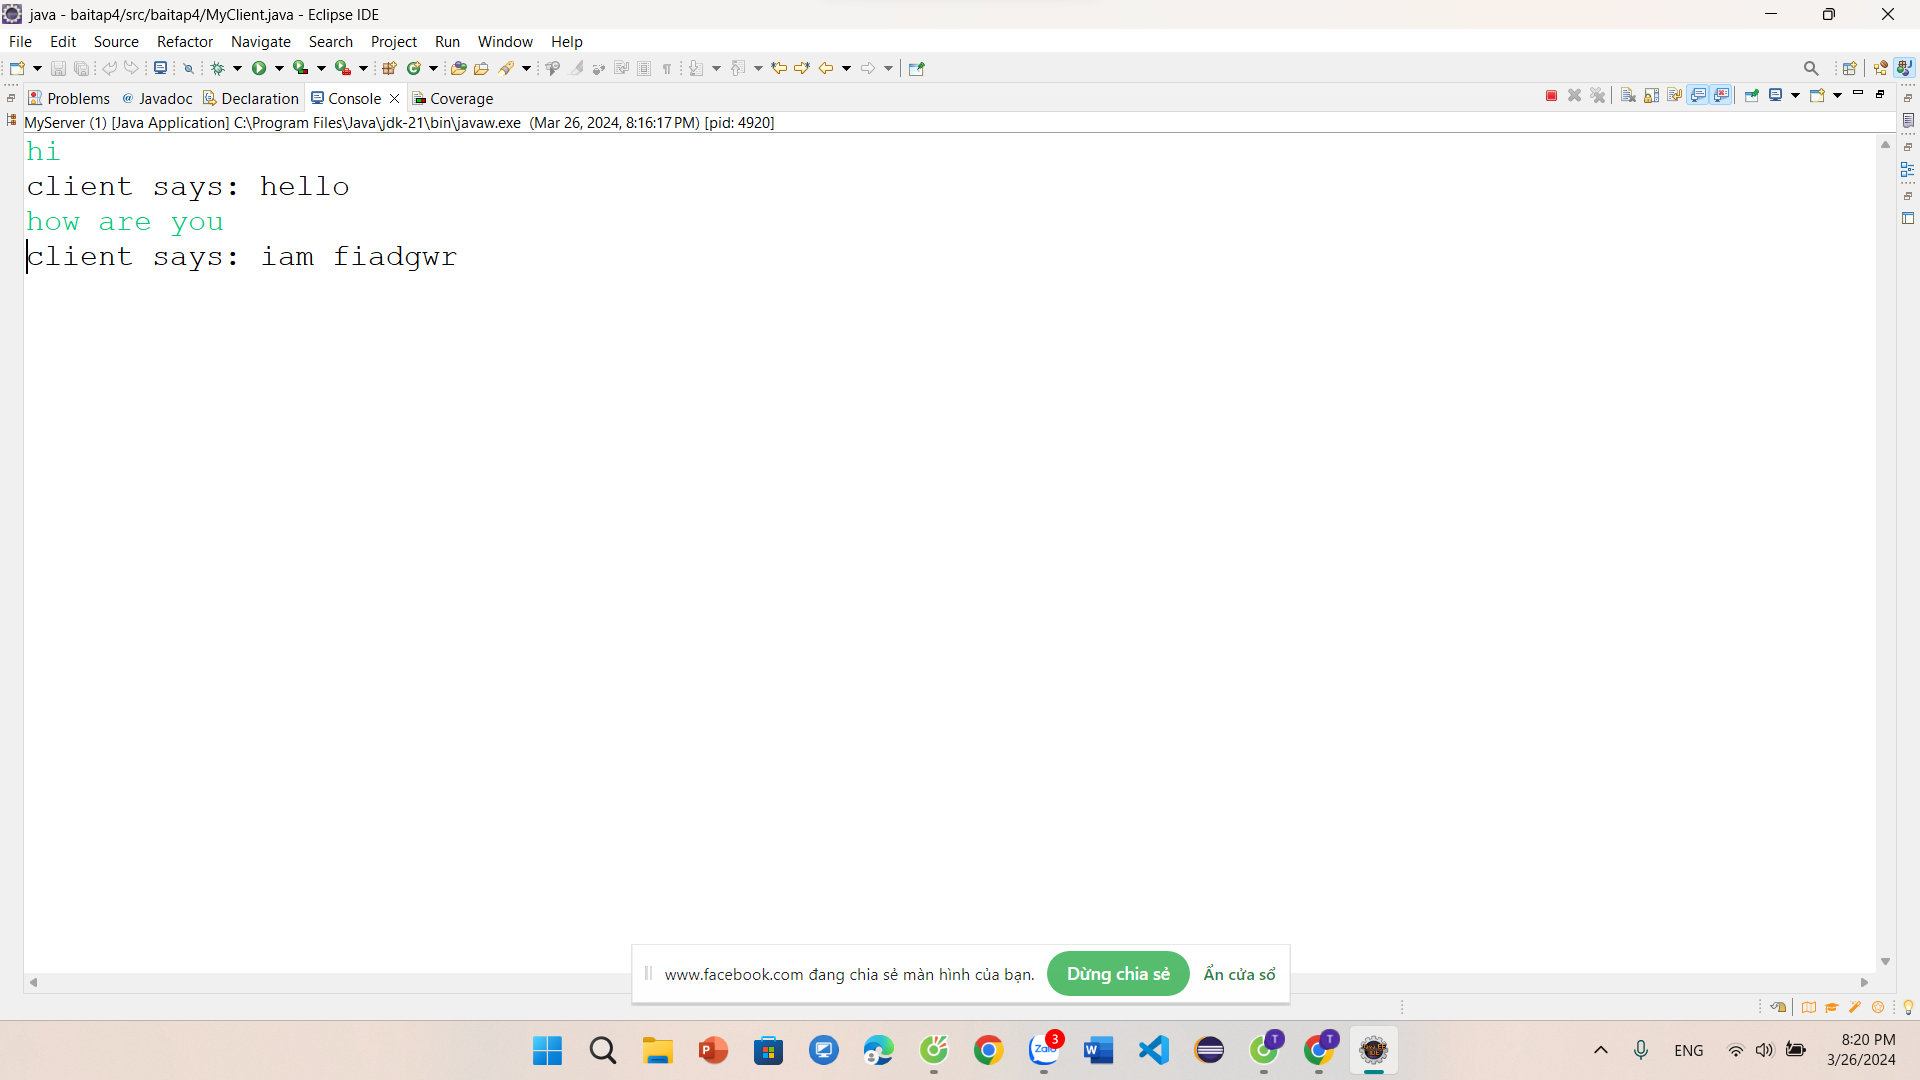 java - baitap4/src/baitap4/MyClient.java - Eclipse IDE
File Edit Source Refactor Navigate Search Project Run Window Help
Problems @ Javadoc Declaration Console Coverage
MyServer (1) [Java Application] C:\Program Files\Java\jdk-21\bin\javaw.exe (Mar 26, 2024, 8:16:17 PM) [pid: 4920]
hi
client says: hello
how are you
client says: iam fiadgwr
www.facebook.com đang chia sẻ màn hình của bạn. Dừng chia sẻ Ẩn cửa sổ
Zalo 3 T T
ENG
8:20 PM
3/26/2024